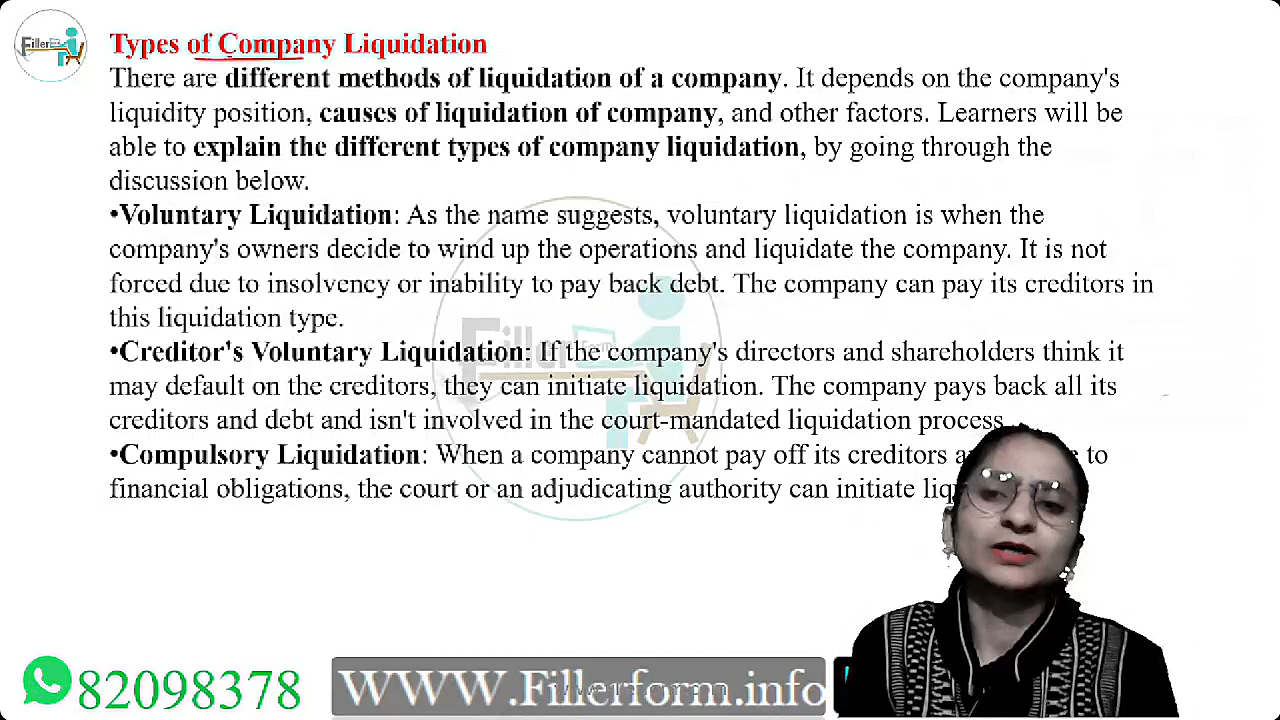 Fillerform
Types of Company Liquidation
There are different methods of liquidation of a company. It depends on the company's
liquidity position, causes of liquidation of company, and other factors. Learners will be
able to explain the different types of company liquidation, by going through the
discussion below.
•Voluntary Liquidation: As the name suggests, voluntary liquidation is when the
company's owners decide to wind up the operations and liquidate the company. It is not
forced due to insolvency or inability to pay back debt. The company can pay its creditors in
this liquidation type.
•Creditor's Voluntary Liquidation: If the company's directors and shareholders think it
may default on the creditors, they can initiate liquidation. The company pays back all its
creditors and debt and isn't involved in the court-mandated liquidation process.
•Compulsory Liquidation: When a company cannot pay off its creditors to
financial obligations, the court or an adjudicating authority can initiate
82098378
WWW.Fillerform.info